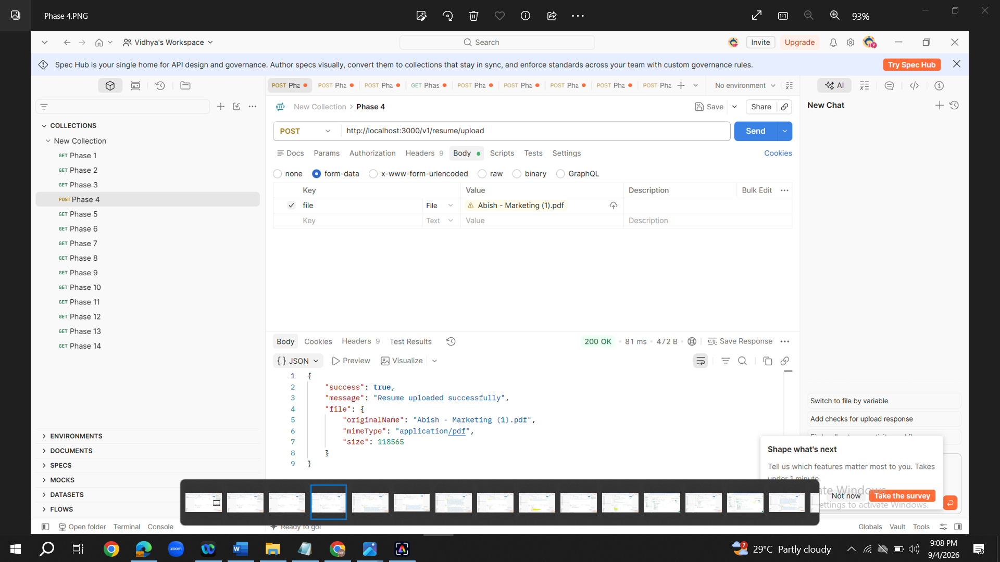 Phase 4.PNG
93%
Vidhya's Workspace
Search
Invite
Upgrade
Spec Hub is your single home for API design and governance. Author specs visually, convert them to collections that stay in sync, and enforce standards across your team with custom governance rules.
Try Spec Hub
POST Pha
POST Pha
POST Pha
GET Phas
POST Pha
POST Pha
POST Pha
POST Pha
POST Pha
No environment
AI
New Collection > Phase 4
Save
Share
New Chat
COLLECTIONS
New Collection
GET Phase 1
GET Phase 2
GET Phase 3
POST Phase 4
GET Phase 5
GET Phase 6
GET Phase 7
GET Phase 8
GET Phase 9
GET Phase 10
GET Phase 11
GET Phase 12
GET Phase 13
GET Phase 14
ENVIRONMENTS
DOCUMENTS
SPECS
MOCKS
DATASETS
FLOWS
POST http://localhost:3000/v1/resume/upload
Send
Docs Params Authorization Headers 9 Body Scripts Tests Settings
Cookies
none form-data x-www-form-urlencoded raw binary GraphQL
Key Value Description Bulk Edit
file File Abish - Marketing (1).pdf
Key Text Value Description
Body Cookies Headers 9 Test Results
200 OK 81 ms 472 B e.g. Save Response
{} JSON Preview Visualize
1 {
2 "success": true,
3 "message": "Resume uploaded successfully",
4 "file": {
5 "originalName": "Abish - Marketing (1).pdf",
6 "mimeType": "application/pdf",
7 "size": 118565
8 }
9 }
Switch to file by variable
Add checks for upload response
Shape what's next
Tell us which features matter most to you. Takes
under 1 minute.
Not now
Take the survey
ate Windows
ettings to activate Windows.
Open folder Terminal Console
Ready to go!
Globals Vault Tools
zoom
7
29°C Partly cloudy
9:08 PM
9/4/2026